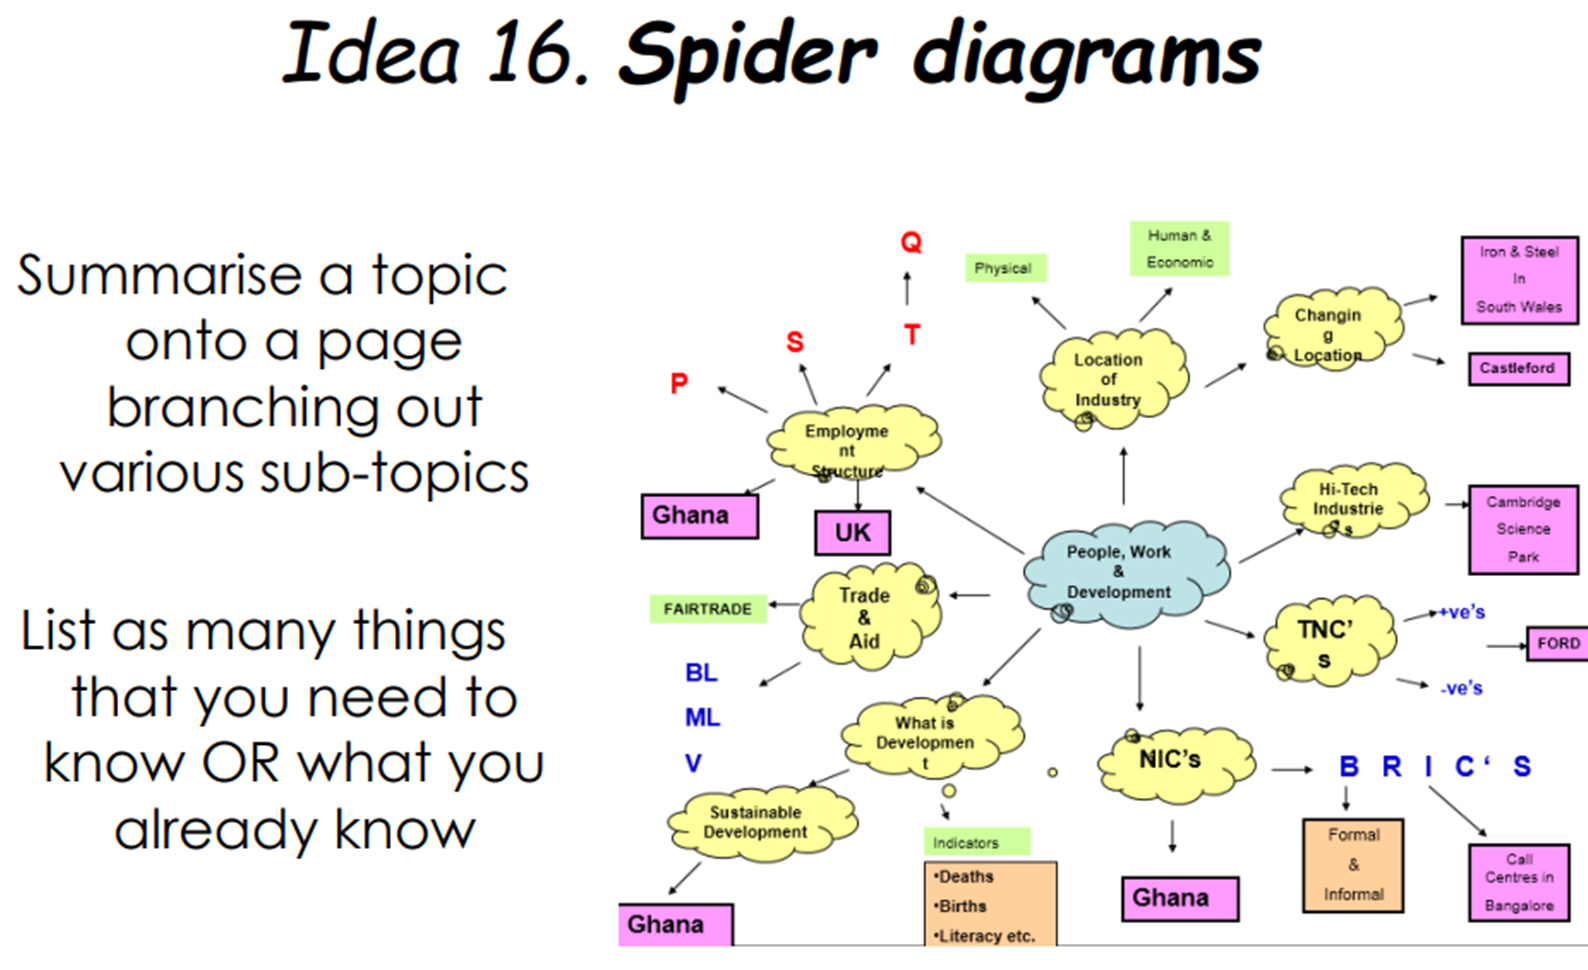 Idea 16. Spider diagrams
Summarise a topic
onto a page
branching out
various sub-topics
List as many things
that you need to
know OR what you
already know
Q
T
S
P
Employme
nt
Structure
Ghana
UK
Physical
Human &
Economic
Location
of
Industry
Changin
g
Location
Iron & Steel
In
South Wales
Castleford
Hi-Tech
Industrie
s
Cambridge
Science
Park
People, Work
&
Development
TNC'
s
+ve's
FORD
-ve's
Trade
&
Aid
FAIRTRADE
BL
ML
V
What is
Developmen
t
Sustainable
Development
Ghana
Indicators
•Deaths
•Births
•Literacy etc.
NIC's
Ghana
B R I C ' S
Formal
&
Informal
Call
Centres in
Bangalore